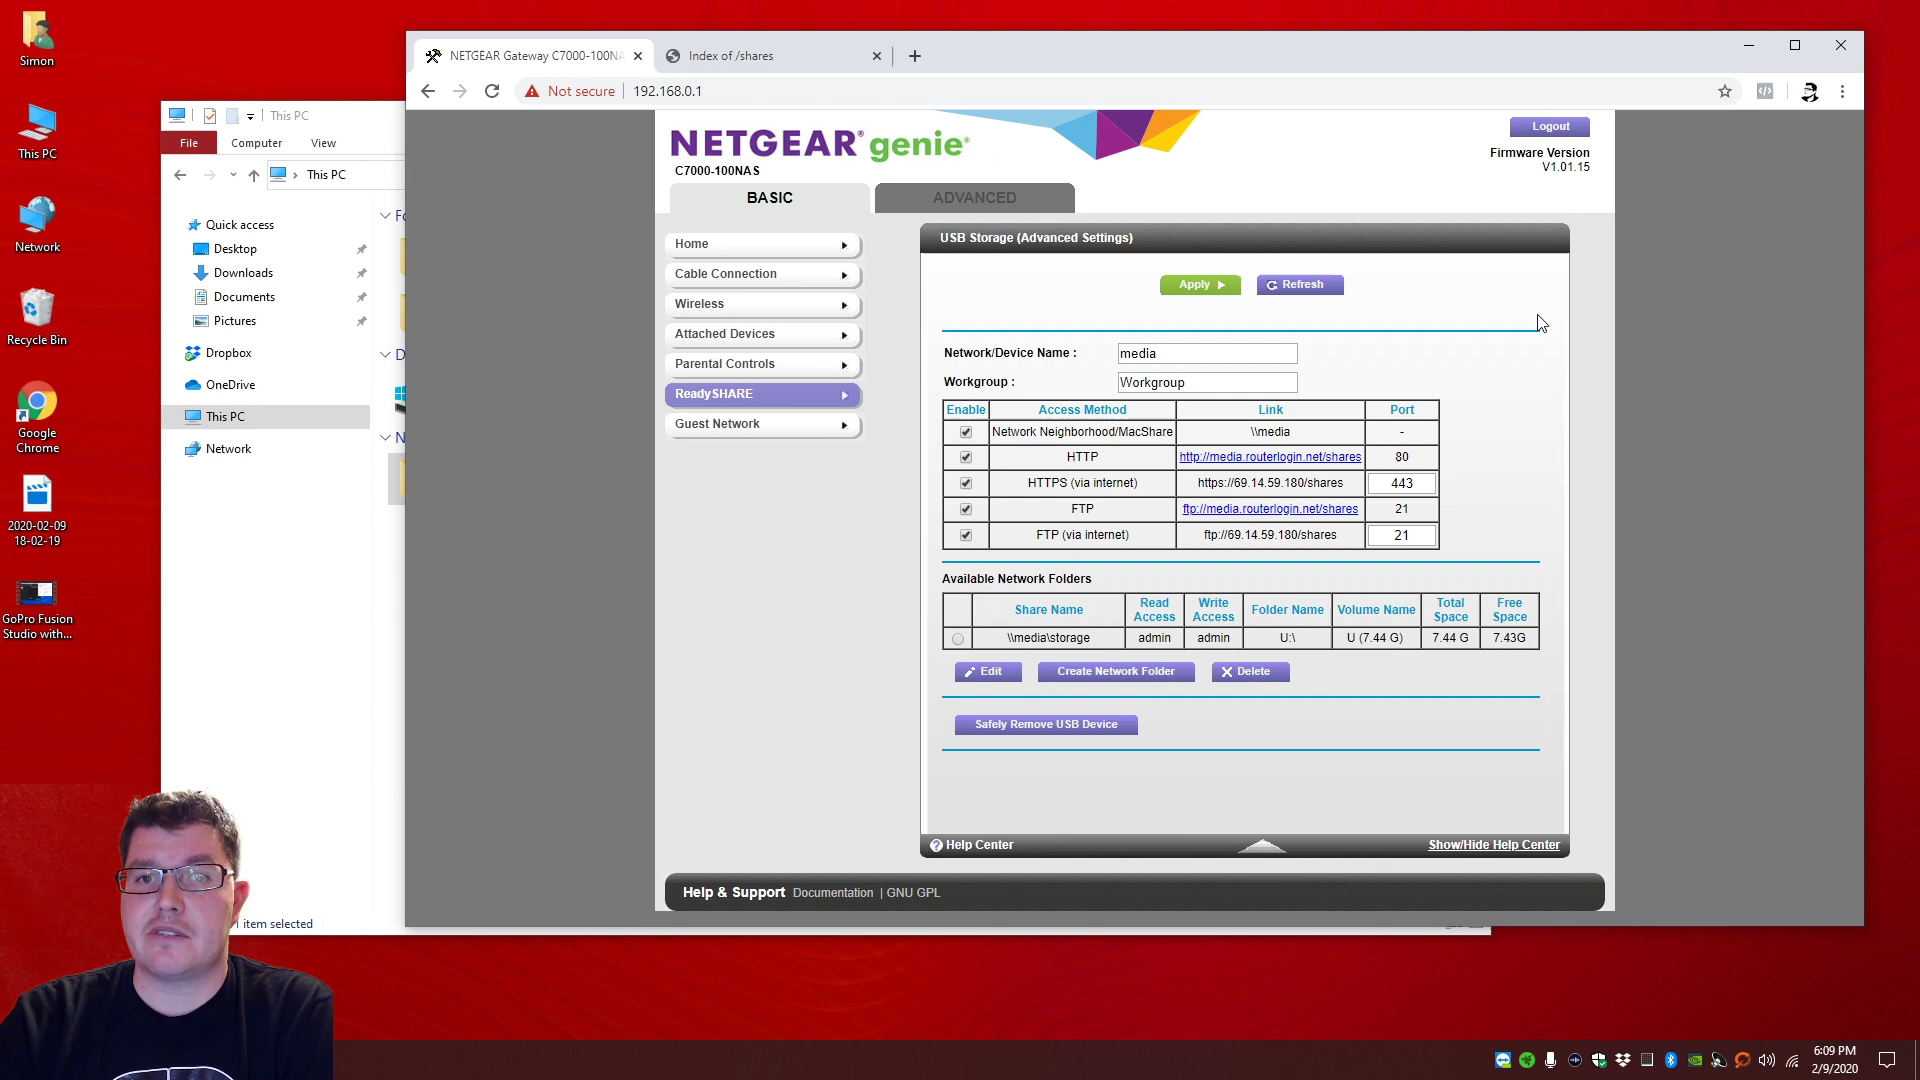 Simon
This PC
Network
Recycle Bin
Google
Chrome
2020-02-09
18-02-19
GoPro Fusion
Studio with...
This PC
File
Computer
View
This PC
Quick access
Desktop
Downloads
Documents
Pictures
Dropbox
OneDrive
This PC
Network
item selected
NETGEAR Gateway C7000-100NA
Index of /shares
Not secure
192.168.0.1
NETGEAR® genie®
C7000-100NAS
Logout
Firmware Version
V1.01.15
BASIC
ADVANCED
Home
Cable Connection
Wireless
Attached Devices
Parental Controls
ReadySHARE
Guest Network
USB Storage (Advanced Settings)
Apply
Refresh
Network/Device Name : media
Workgroup : Workgroup
Enable Access Method Link Port
Network Neighborhood/MacShare \\media -
HTTP http://media.routerlogin.net/shares 80
HTTPS (via internet) https://69.14.59.180/shares 443
FTP ftp://media.routerlogin.net/shares 21
FTP (via internet) ftp://69.14.59.180/shares 21
Available Network Folders
Share Name Read Access Write Access Folder Name Volume Name Total Space Free Space
\\media\storage admin admin U:\ U (7.44 G) 7.44 G 7.43G
Edit
Create Network Folder
Delete
Safely Remove USB Device
Help Center
Show/Hide Help Center
Help & Support Documentation | GNU GPL
6:09 PM
2/9/2020